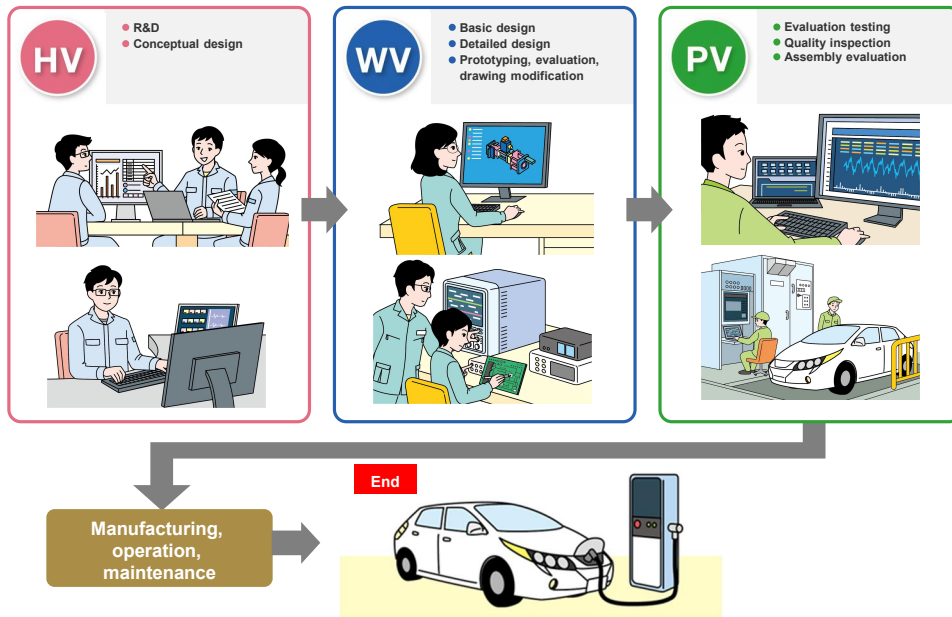 HV
R&D
Conceptual design
WV
Basic design
Detailed design
Prototyping, evaluation,
drawing modification
PV
Evaluation testing
Quality inspection
Assembly evaluation
End
Manufacturing,
operation,
maintenance